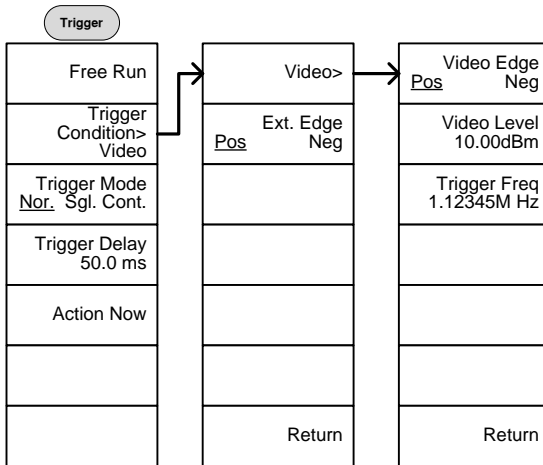 Trigger
Free Run
Trigger
Condition>
Video
Trigger Mode
Nor. Sgl. Cont.
Trigger Delay
50.0 ms
Action Now
Video>
Ext. Edge
Pos Neg
Return
Video Edge
Pos Neg
Video Level
10.00dBm
Trigger Freq
1.12345M Hz
Return